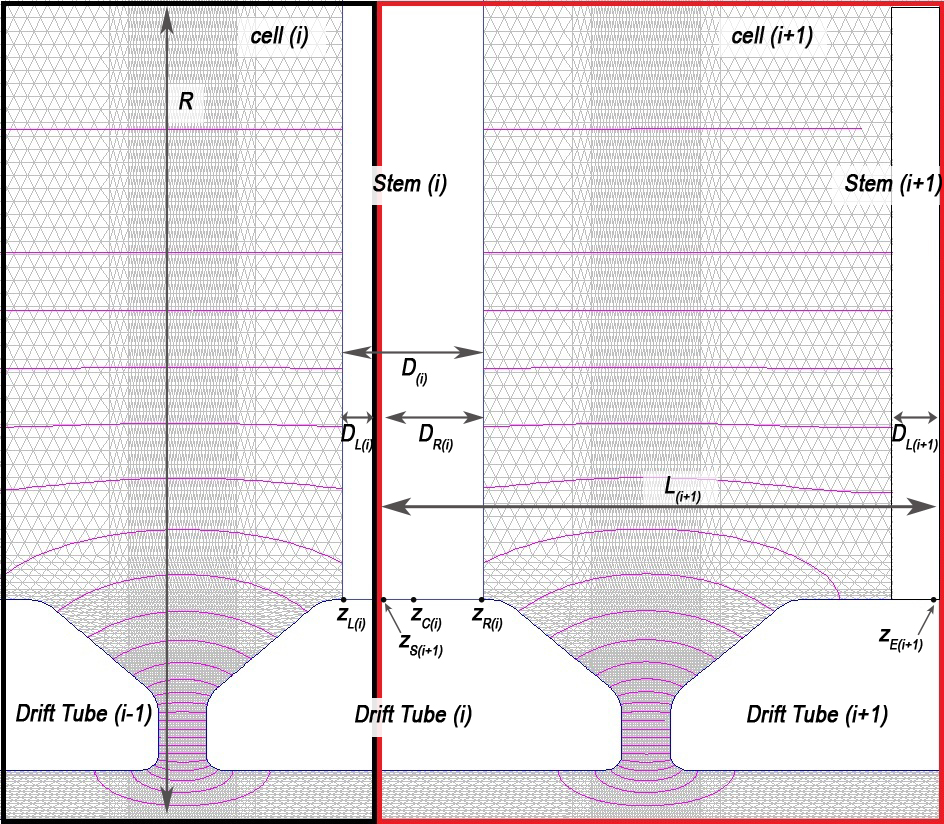 cell (i)
cell (i+1)
R
Stem (i)
Stem (i+1)
D(i)
DL(i)
DR(i)
DL(i+1)
L(i+1)
zL(i)
zC(i)
zR(i)
zS(i+1)
zE(i+1)
Drift Tube (i-1)
Drift Tube (i)
Drift Tube (i+1)